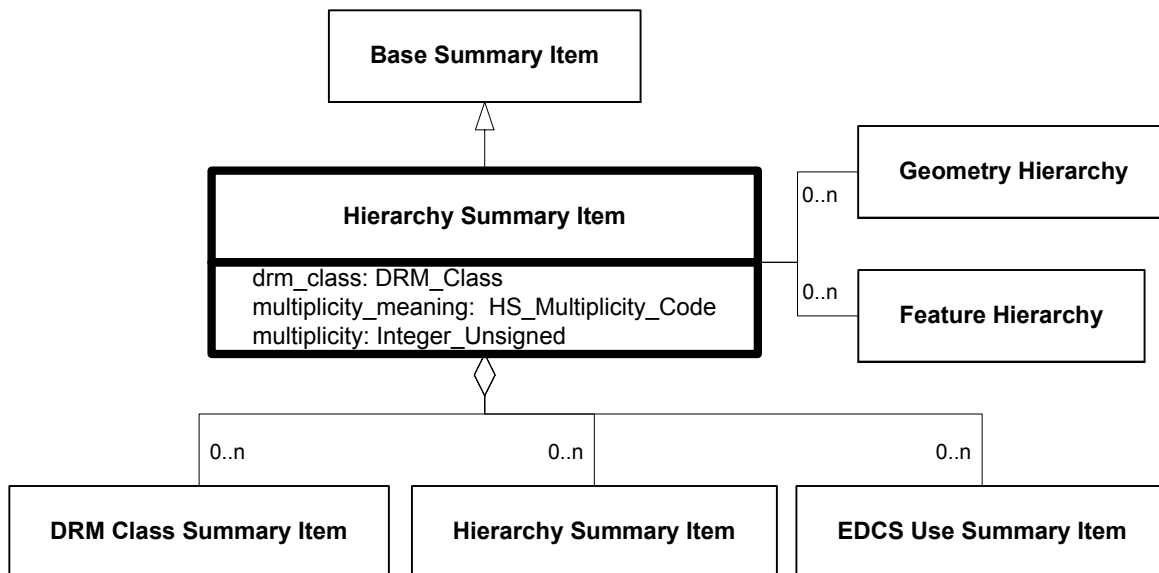 Base Summary Item
Geometry Hierarchy
0..n
Hierarchy Summary Item
drm_class: DRM_Class
multiplicity_meaning:  HS_Multiplicity_Code
multiplicity: Integer_Unsigned
0..n
Feature Hierarchy
0..n
0..n
0..n
DRM Class Summary Item
Hierarchy Summary Item
EDCS Use Summary Item